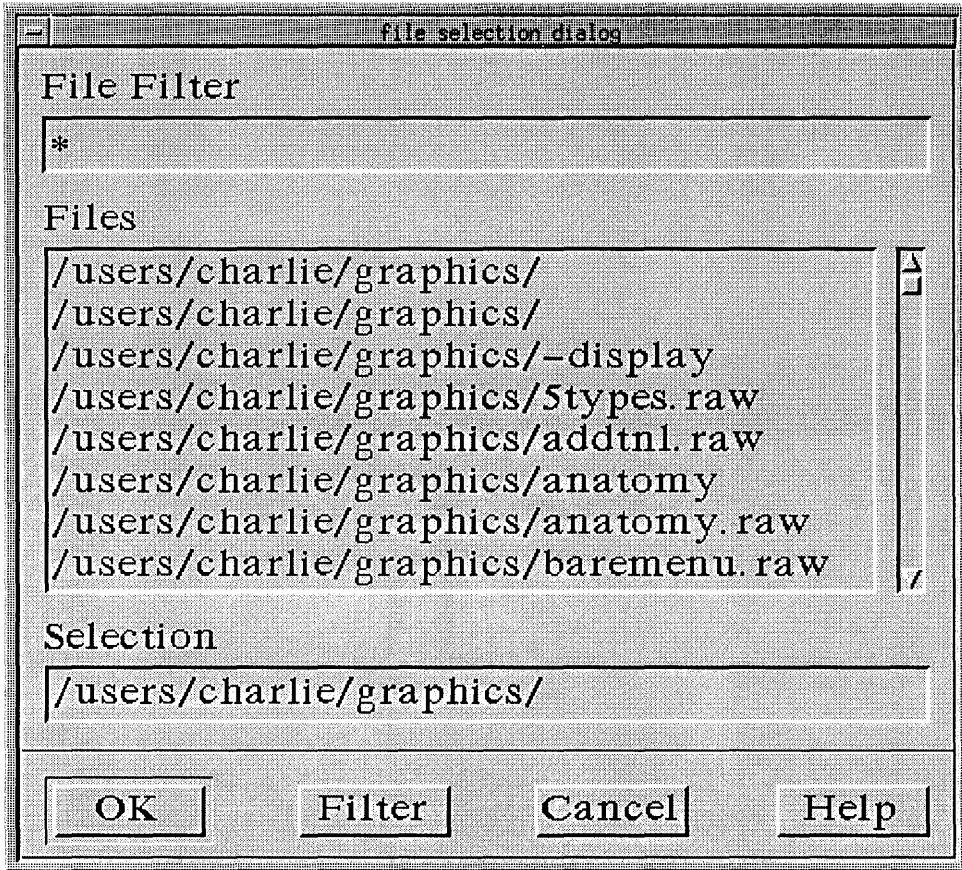 file selection dialog
File Filter
*
Files
/users/charlie/graphics/
/users/charlie/graphics/
/users/charlie/graphics/-display
/users/charlie/graphics/5types.raw
/users/charlie/graphics/addtnl.raw
/users/charlie/graphics/anatomy
/users/charlie/graphics/anatomy.raw
/users/charlie/graphics/baremenu.raw
Selection
/users/charlie/graphics/
OK Filter Cancel Help